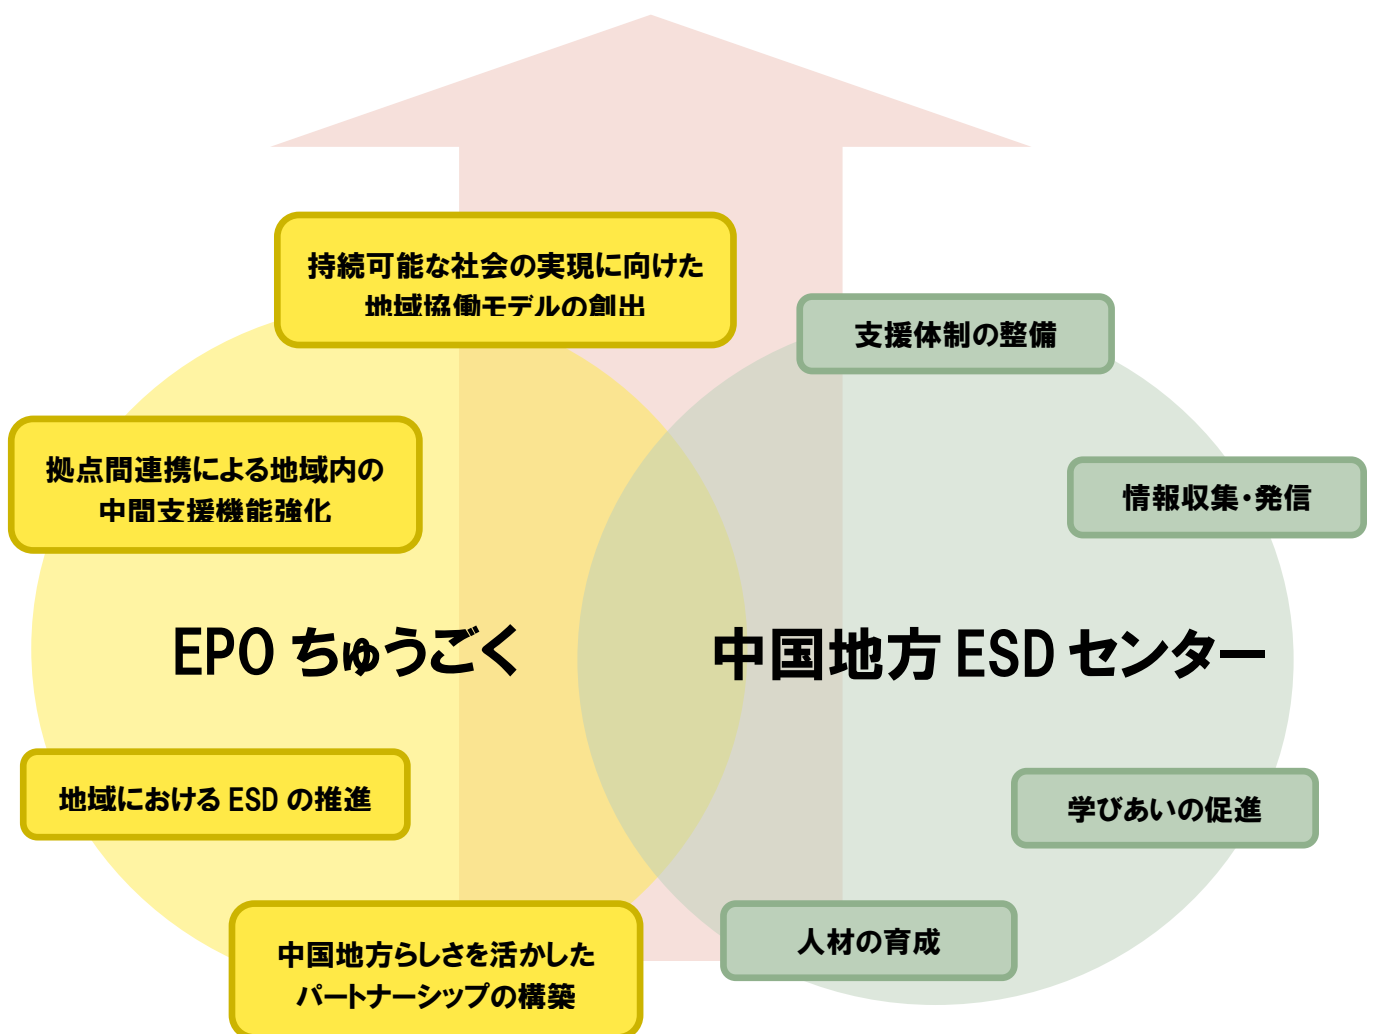 持続可能な社会の実現に向けた
地域協働モデルの創出
支援体制の整備
拠点間連携による地域内の
中間支援機能強化
情報収集・発信
EPO ちゅうごく
中国地方 ESD センター
地域における ESD の推進
学びあいの促進
中国地方らしさを活かした
パートナーシップの構築
人材の育成